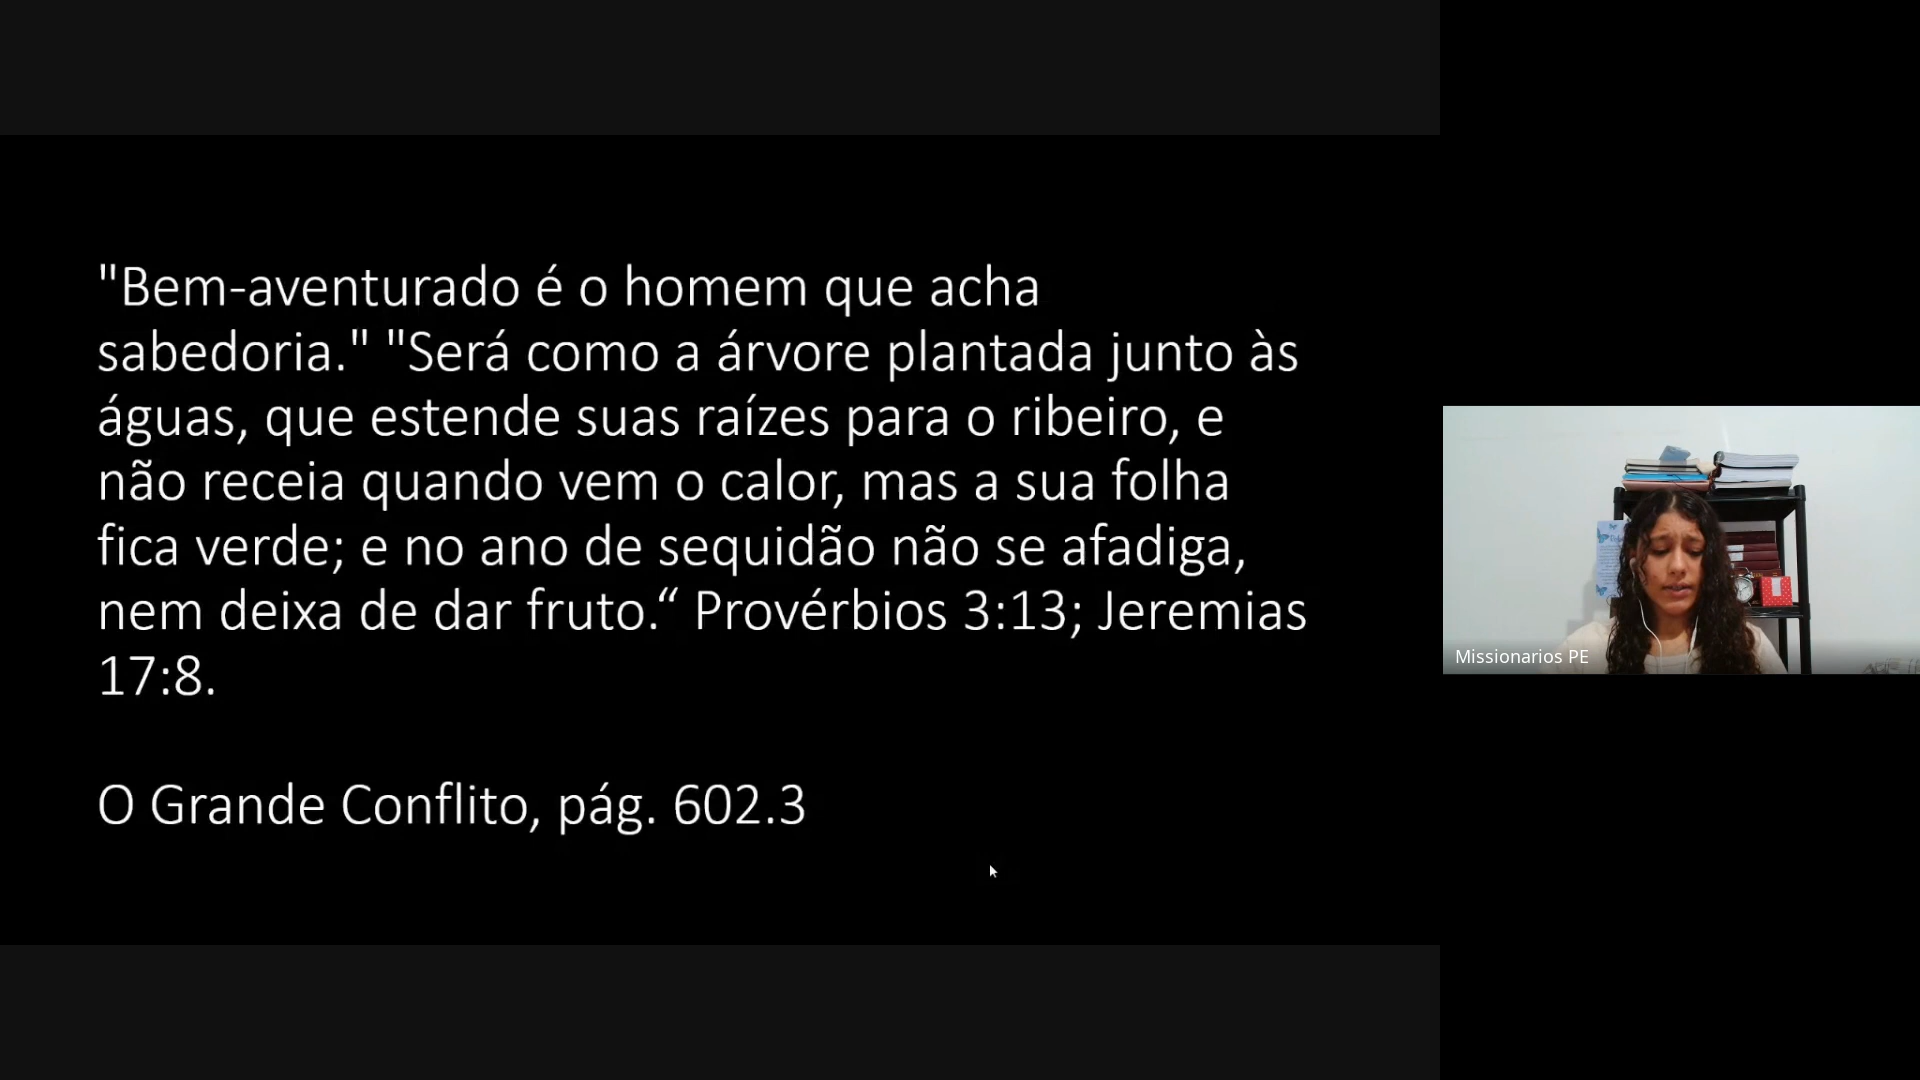 "Bem-aventurado é o homem que acha
sabedoria." "Será como a árvore plantada junto às
águas, que estende suas raízes para o ribeiro, e
não receia quando vem o calor, mas a sua folha
fica verde; e no ano de sequidão não se afadiga,
nem deixa de dar fruto.“ Provérbios 3:13; Jeremias
17:8.
O Grande Conflito, pág. 602.3
Missionarios PE